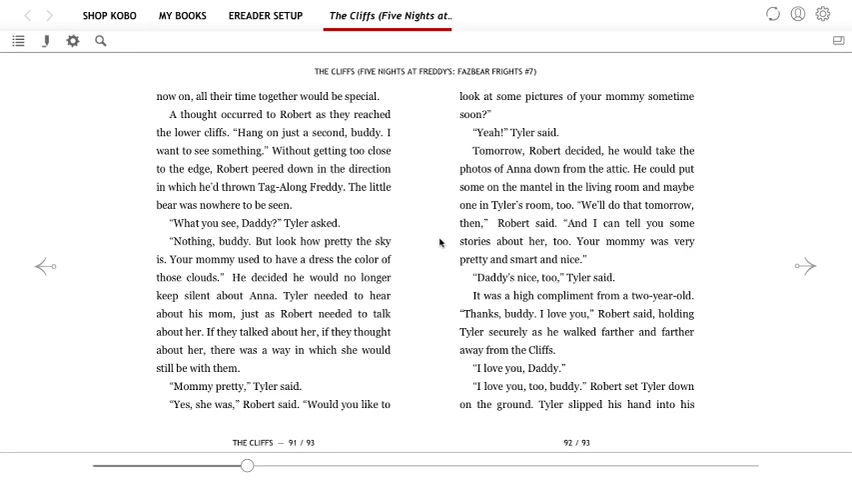 SHOP KOBO MY BOOKS EREADER SETUP The Cliffs (Five Nights at..
THE CLIFFS (FIVE NIGHTS AT FREDDY'S: FAZBEAR FRIGHTS #7)
now on, all their time together would be special.
A thought occurred to Robert as they reached
the lower cliffs. “Hang on just a second, buddy. I
want to see something.” Without getting too close
to the edge, Robert peered down in the direction
in which he’d thrown Tag-Along Freddy. The little
bear was nowhere to be seen.
“What you see, Daddy?” Tyler asked.
“Nothing, buddy. But look how pretty the sky
is. Your mommy used to have a dress the color of
those clouds.” He decided he would no longer
keep silent about Anna. Tyler needed to hear
about his mom, just as Robert needed to talk
about her. If they talked about her, if they thought
about her, there was a way in which she would
still be with them.
“Mommy pretty,” Tyler said.
“Yes, she was,” Robert said. “Would you like to
THE CLIFFS — 91 / 93
look at some pictures of your mommy sometime
soon?”
“Yeah!” Tyler said.
Tomorrow, Robert decided, he would take the
photos of Anna down from the attic. He could put
some on the mantel in the living room and maybe
one in Tyler’s room, too. “We’ll do that tomorrow,
then,” Robert said. “And I can tell you some
stories about her, too. Your mommy was very
pretty and smart and nice.”
“Daddy’s nice, too,” Tyler said.
It was a high compliment from a two-year-old.
“Thanks, buddy. I love you,” Robert said, holding
Tyler securely as he walked farther and farther
away from the Cliffs.
“I love you, Daddy.”
“I love you, too, buddy.” Robert set Tyler down
on the ground. Tyler slipped his hand into his
92 / 93